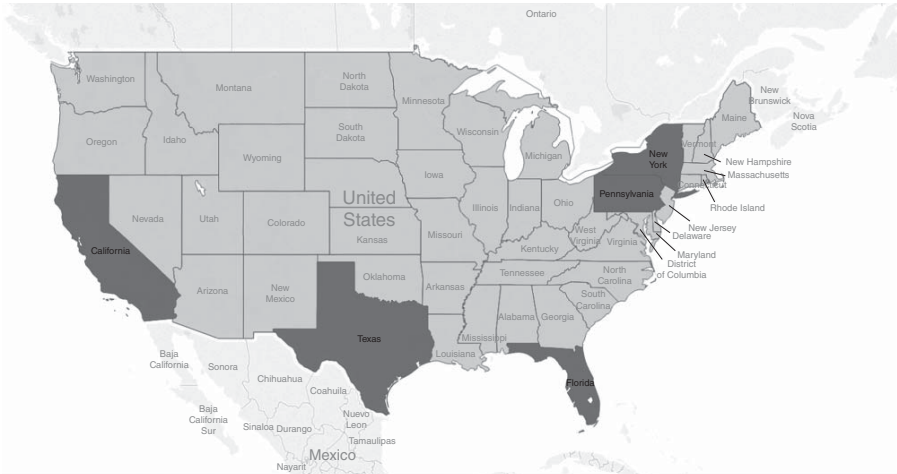 Ontario
Washington
Montana
North
Dakota
Minnesota
New
Brunswick
Nova
Scotia
Maine
Oregon
Idaho
South
Dakota
Wisconsin
Michigan
Vermont
New
York
New Hampshire
Massachusetts
Connecticut
Rhode Island
Wyoming
Iowa
Pennsylvania
New Jersey
Delaware
Maryland
District
of Columbia
Nevada
Utah
Colorado
United
States
Kansas
Missouri
Illinois
Indiana
Ohio
West
Virginia
Virginia
Kentucky
California
Arizona
New
Mexico
Oklahoma
Arkansas
Tennessee
North
Carolina
South
Carolina
Texas
Louisiana
Mississippi
Alabama
Georgia
Florida
Baja
California
Sonora
Chihuahua
Coahuila
Baja
California
Sur
Sinaloa
Durango
Nuevo
Leon
Tamaulipas
Mexico
Nayarit